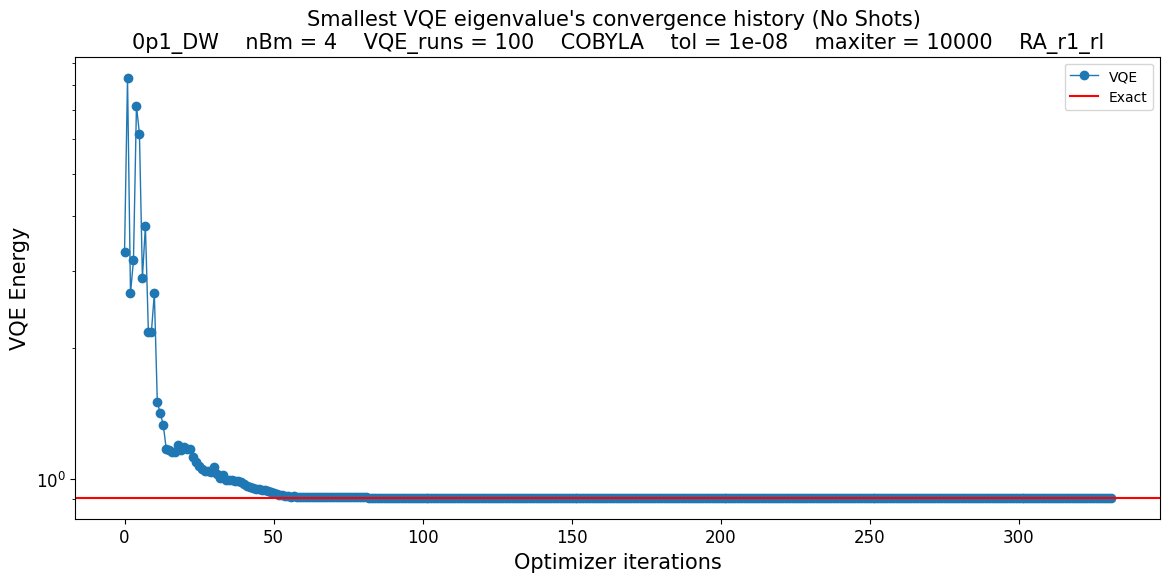 Smallest VQE eigenvalue's convergence history (No Shots)
0p1_DW nBm = 4 VQE_runs = 100 COBYLA tol = 1e-08 maxiter = 10000 RA_r1_rl
VQE
Exact
VQE Energy
10^0
0 50 100 150 200 250 300
Optimizer iterations